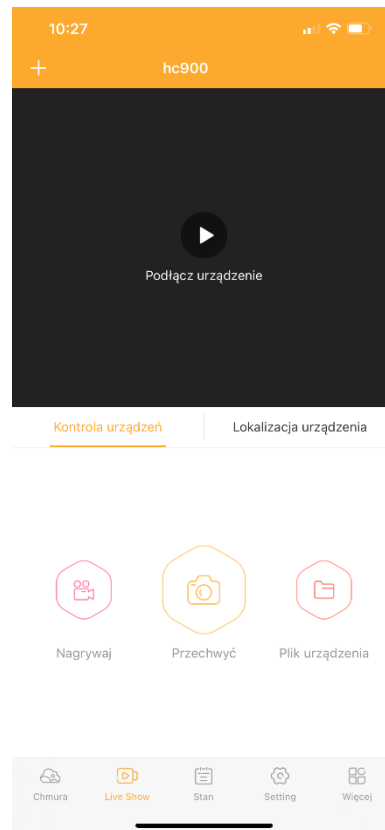 10:27
hc900
Podłącz urządzenie
Kontrola urządzeń
Lokalizacja urządzenia
Nagrywaj
Przechwyć
Plik urządzenia
Chmura
Live Show
Stan
Setting
Więcej